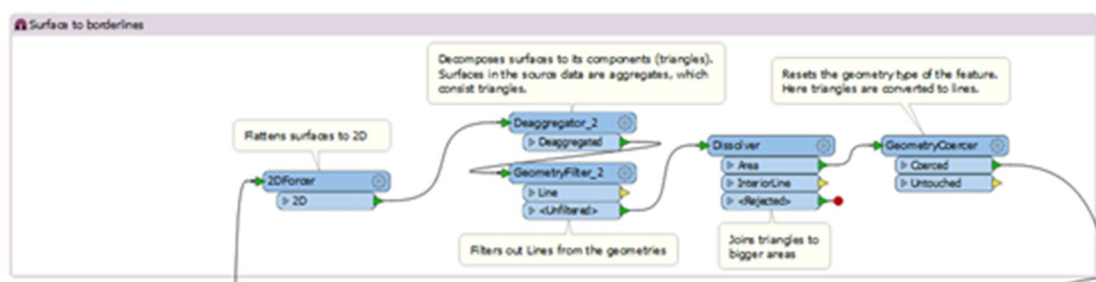 Surface to borderlines
Decomposes surfaces to its components (triangles).
Surfaces in the source data are aggregates, which
consist triangles.
Resets the geometry type of the feature.
Here triangles are converted to lines.
Flattens surfaces to 2D
Deaggregator_2
Deaggregated
2DForcer
2D
GeometryFilter_2
Line
<Unfiltered>
Filters out Lines from the geometries
Dissolver
Area
InteriorLine
<Rejected>
Joins triangles to
bigger areas
GeometryCoercer
Coerced
Untouched